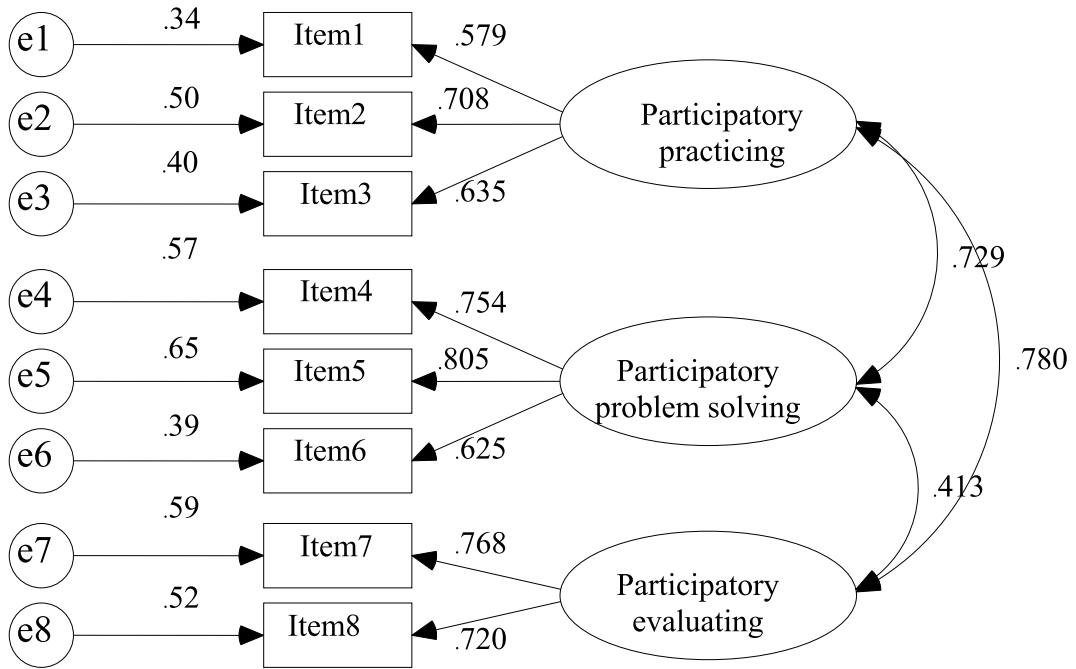 e1
.34
Item1
.579
e2
.50
Item2
.708
Participatory
practicing
e3
.40
Item3
.635
.57
.729
e4
Item4
.754
.780
e5
.65
Item5
.805
Participatory
problem solving
e6
.39
Item6
.625
.413
.59
e7
Item7
.768
Participatory
evaluating
e8
.52
Item8
.720